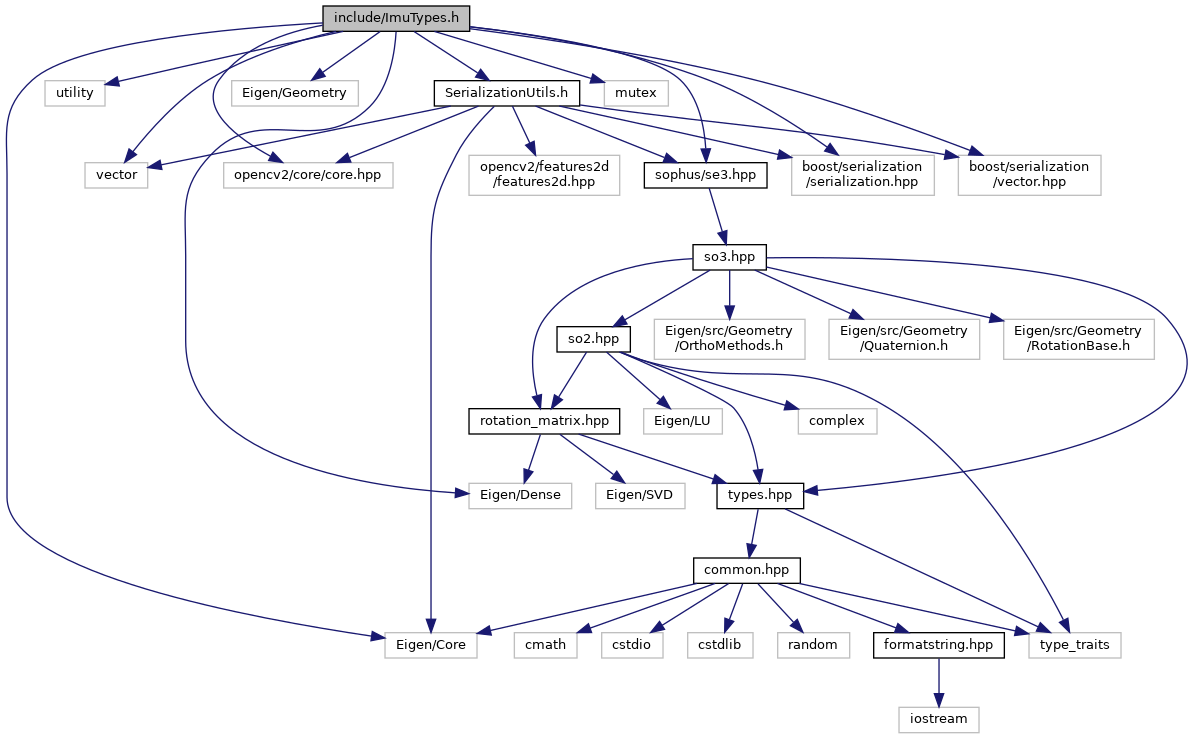 include/ImuTypes.h
utility
Eigen/Geometry
SerializationUtils.h
mutex
vector
opencv2/core/core.hpp
opencv2/features2d
/features2d.hpp
sophus/se3.hpp
boost/serialization
/serialization.hpp
boost/serialization
/vector.hpp
so3.hpp
so2.hpp
Eigen/src/Geometry
/OrthoMethods.h
Eigen/src/Geometry
/Quaternion.h
Eigen/src/Geometry
/RotationBase.h
rotation_matrix.hpp
Eigen/LU
complex
Eigen/Dense
Eigen/SVD
types.hpp
common.hpp
Eigen/Core
cmath
cstdio
cstdlib
random
formatstring.hpp
type_traits
iostream